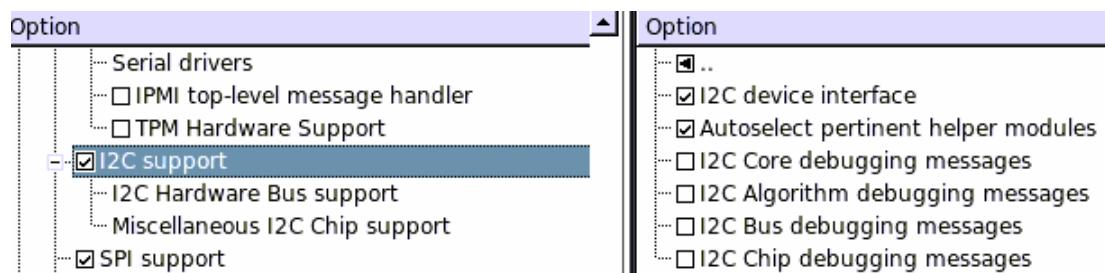 Option
Serial drivers
IPMI top-level message handler
TPM Hardware Support
I2C support
I2C Hardware Bus support
Miscellaneous I2C Chip support
SPI support
Option
..
I2C device interface
Autoselect pertinent helper modules
I2C Core debugging messages
I2C Algorithm debugging messages
I2C Bus debugging messages
I2C Chip debugging messages